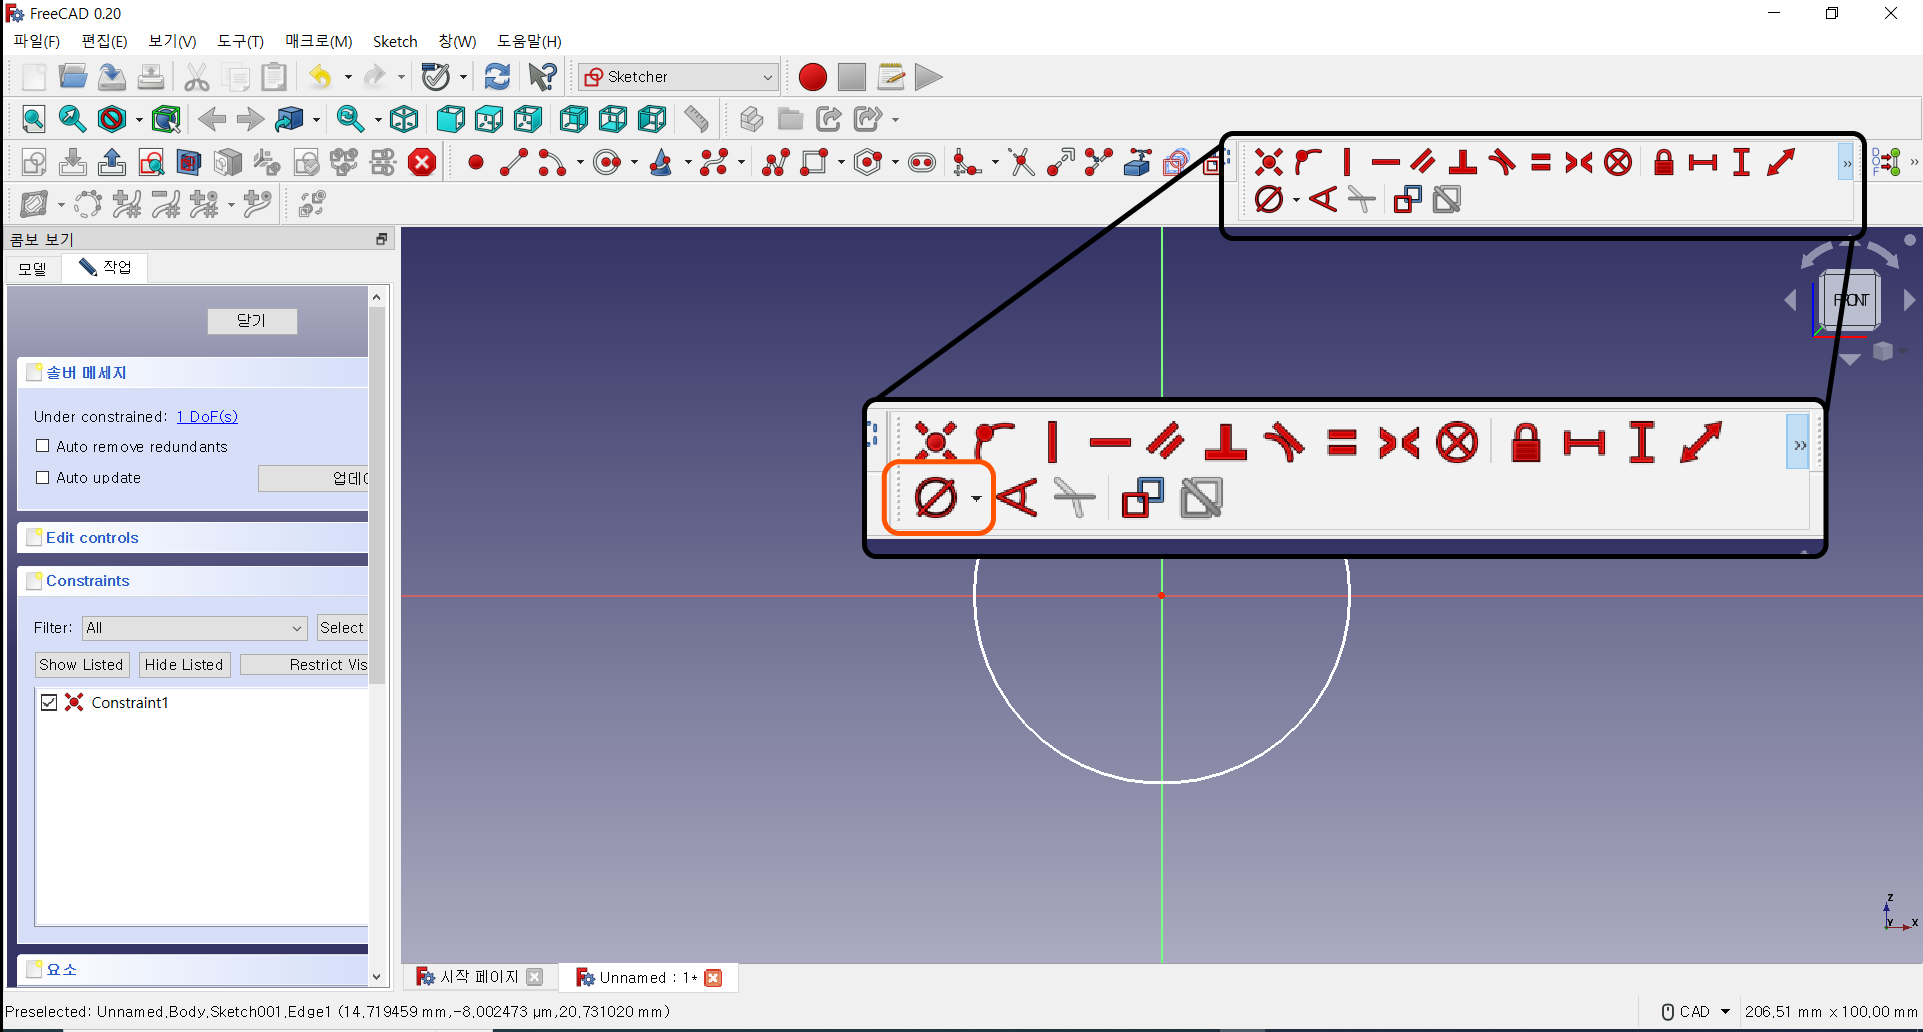 FreeCAD 0.20
파일(F) 편집(E) 보기(V) 도구(T) 매크로(M) Sketch 창(W) 도움말(H)
Sketcher
콤보 보기
모델 작업
닫기
솔버 메세지
Under constrained: 1 DoF(s)
Auto remove redundants
Auto update
업데이
Edit controls
Constraints
Filter: All Select
Show Listed Hide Listed Restrict Vis
Constraint1
요소
FRONT
Z
Y X
시작 페이지 Unnamed : 1*
Preselected: Unnamed.Body.Sketch001.Edge1 (14.719459 mm,-8.002473 µm,20.731020 mm)
CAD 206.51 mm x 100.00 mm